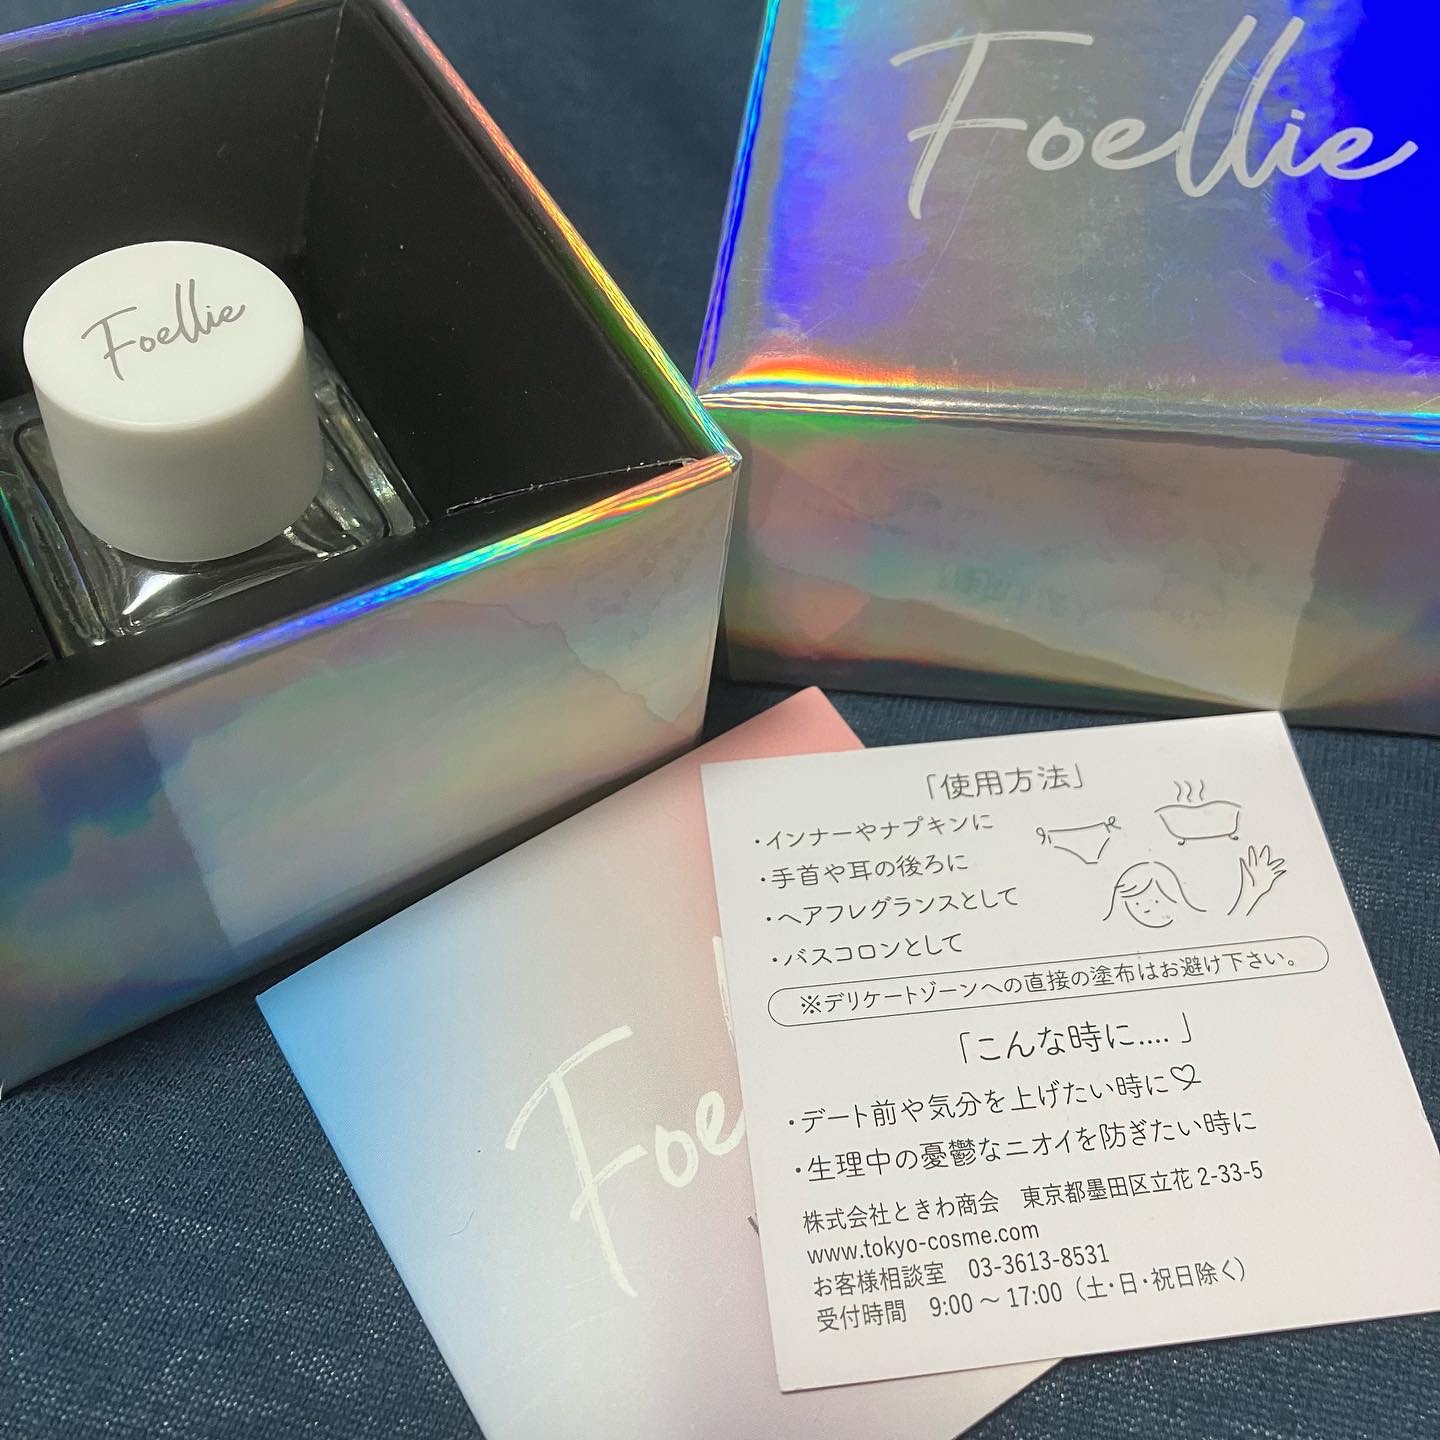 Foellie
Foellie
Foe
「使用方法」
・インナーやナプキンに
・手首や耳の後ろに
・ヘアフレグランスとして
・バスコロンとして
※デリケートゾーンへの直接の塗布はお避け下さい。
「こんな時に....」
・デート前や気分を上げたい時に♡
・生理中の憂鬱なニオイを防ぎたい時に
株式会社ときわ商会 東京都墨田区立花 2-33-5
www.tokyo-cosme.com
お客様相談室 03-3613-8531
受付時間 9:00 ～ 17:00（土・日・祝日除く）